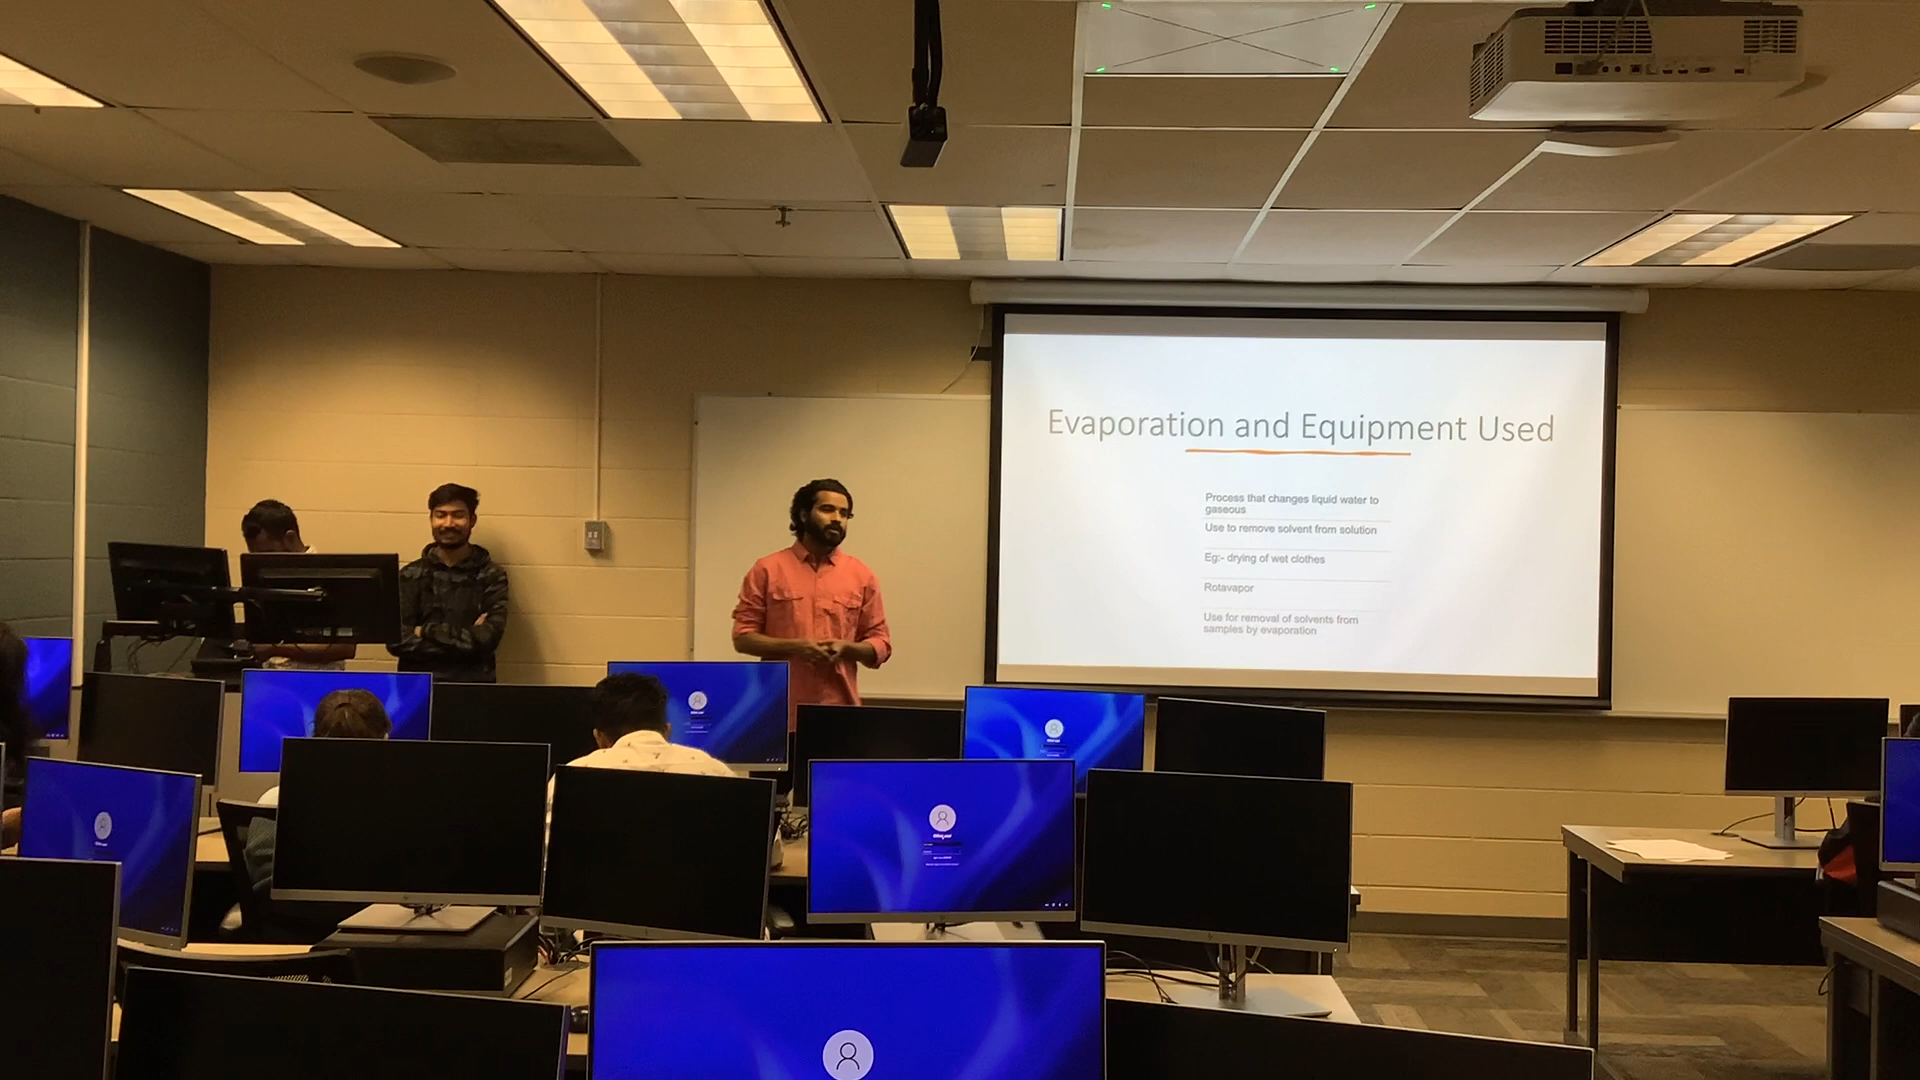 Evaporation and Equipment Used
Process that changes liquid water to
gaseous
Use to remove solvent from solution
Eg:- drying of wet clothes
Rotavapor
Use for removal of solvents from
samples by evaporation